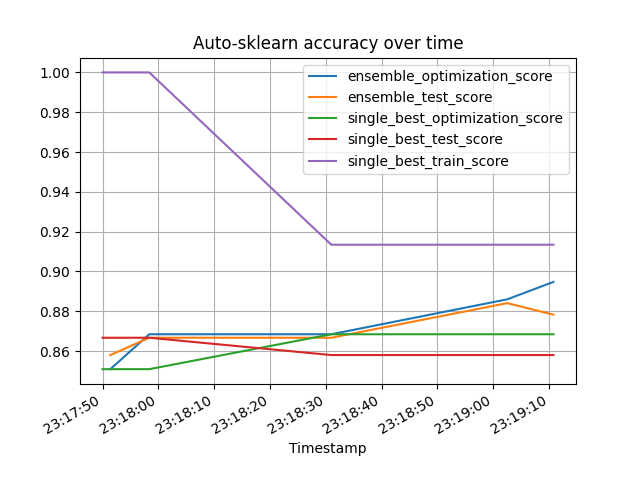 Auto-sklearn accuracy over time
1.00
0.98
0.96
0.94
0.92
0.90
0.88
0.86
ensemble_optimization_score
ensemble_test_score
single_best_optimization_score
single_best_test_score
single_best_train_score
23:17:50
23:18:00
23:18:10
23:18:20
23:18:30
23:18:40
23:18:50
23:19:00
23:19:10
Timestamp